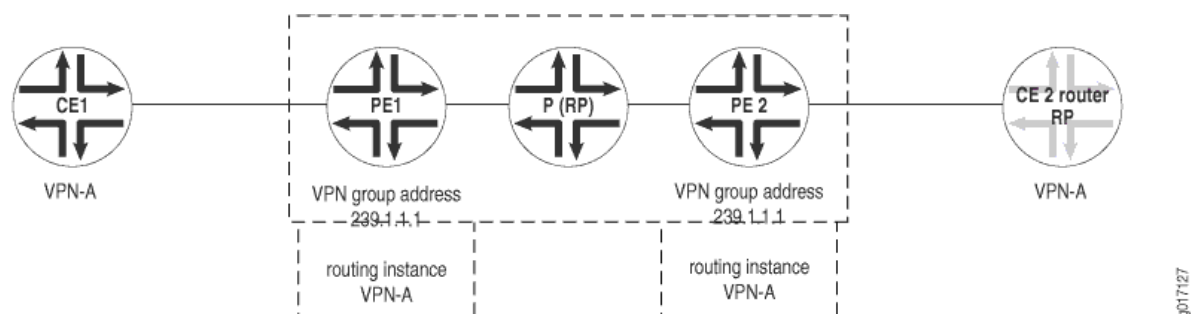 CE1
PE1
P (RP)
PE 2
CE 2 router
RP
VPN-A
VPN group address
239.1.1.1
VPN group address
239.1.1.1
VPN-A
routing instance
VPN-A
routing instance
VPN-A
g017127